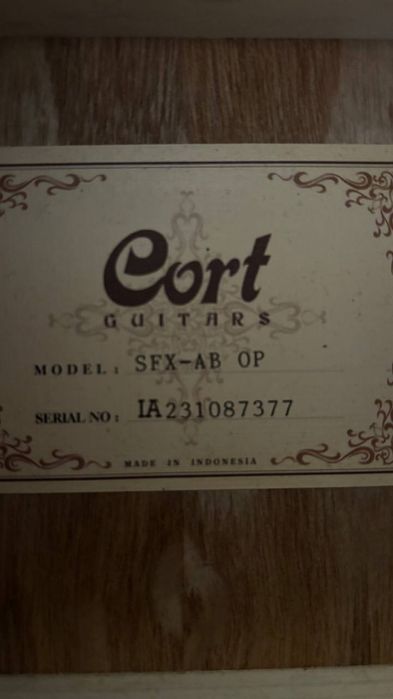 Cort
GUITARS
MODEL: SFX-AB OP
SERIAL NO: IA231087377
MADE IN INDONESIA